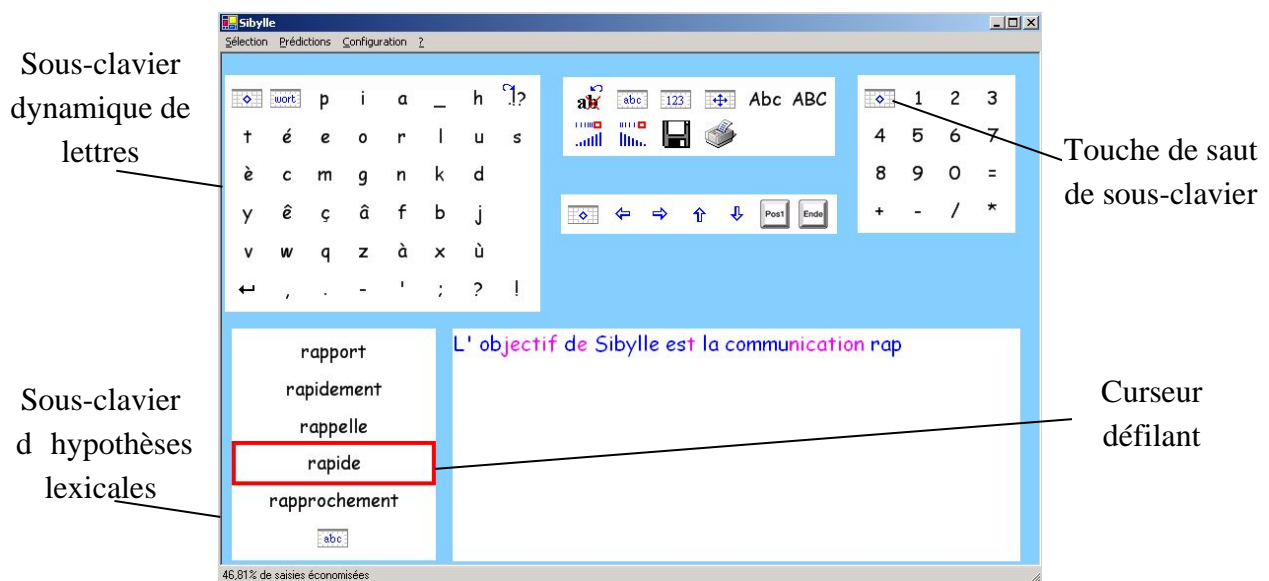 Sibylle
Sélection Prédictions Configuration ?
Sous-clavier
dynamique de
lettres
wort p i a _ h .!?
t é e o r l u s
è c m g n k d
y ê ç â f b j
v w q z à x ù
↵ , . - ' ; ? !
ab abc 123 Abc ABC
Pos1 Ende
1 2 3
4 5 6 7
8 9 0 =
+ - / *
Touche de saut
de sous-clavier
rapport
rapidement
rappelle
rapide
rapprochement
abc
L' objectif de Sibylle est la communication rap
Sous-clavier
d hypothèses
lexicales
Curseur
défilant
46,81% de saisies économisées